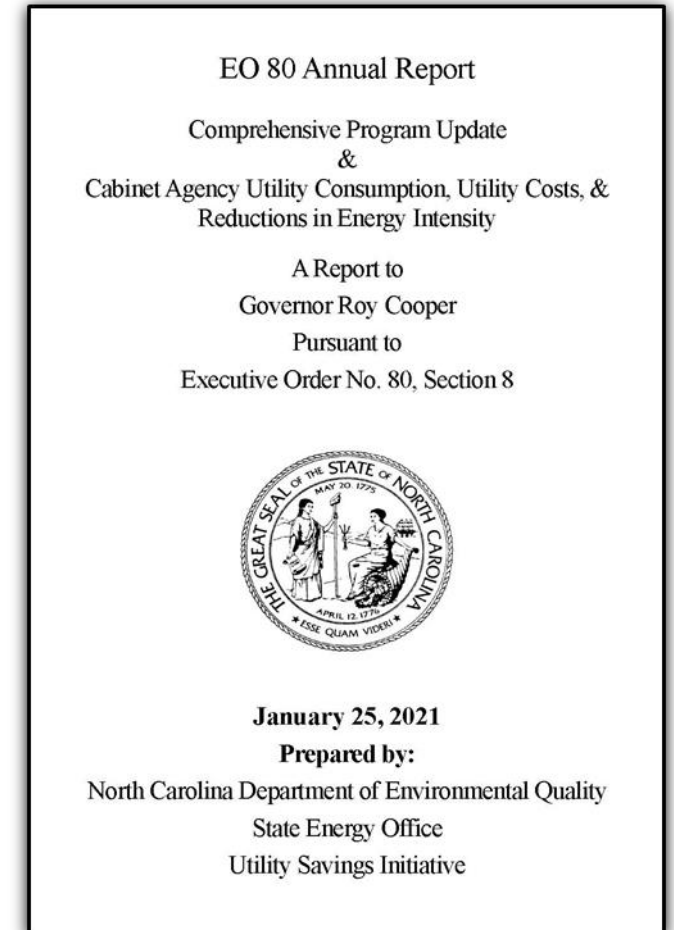 EO 80 Annual Report
Comprehensive Program Update
&
Cabinet Agency Utility Consumption, Utility Costs, &
Reductions in Energy Intensity
A Report to
Governor Roy Cooper
Pursuant to
Executive Order No. 80, Section 8
THE GREAT SEAL OF THE STATE OF NORTH CAROLINA
MAY 20. 1775
APRIL 12. 1776
★ ESSE QUAM VIDERI ★
January 25, 2021
Prepared by:
North Carolina Department of Environmental Quality
State Energy Office
Utility Savings Initiative